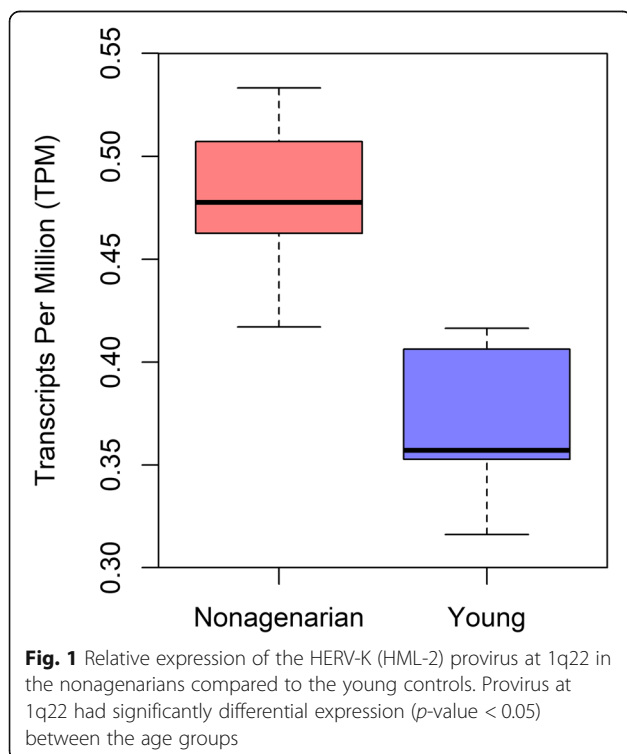 Transcripts Per Million (TPM)
0.55
0.50
0.45
0.40
0.35
0.30
Nonagenarian Young
Fig. 1 Relative expression of the HERV-K (HML-2) provirus at 1q22 in
the nonagenarians compared to the young controls. Provirus at
1q22 had significantly differential expression (p-value < 0.05)
between the age groups